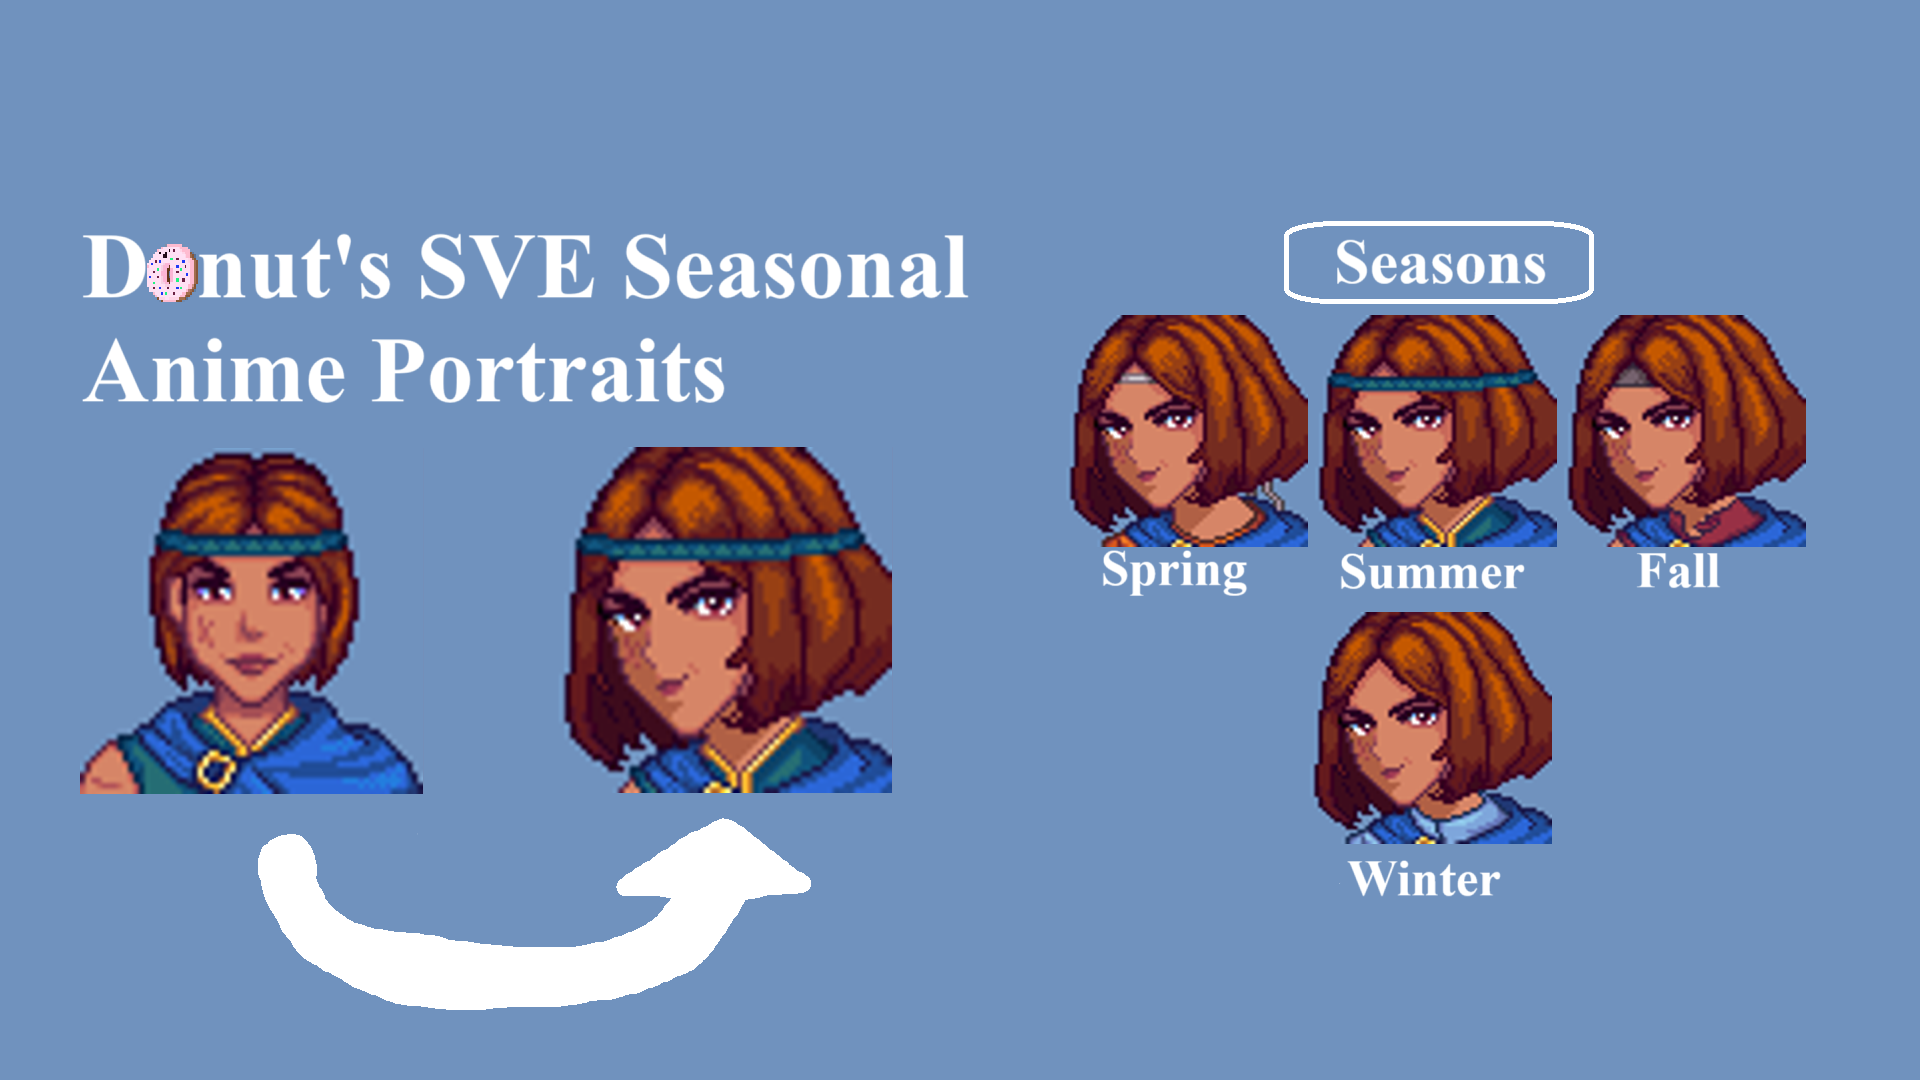 Donut's SVE Seasonal
Anime Portraits
Seasons
Spring
Summer
Fall
Winter